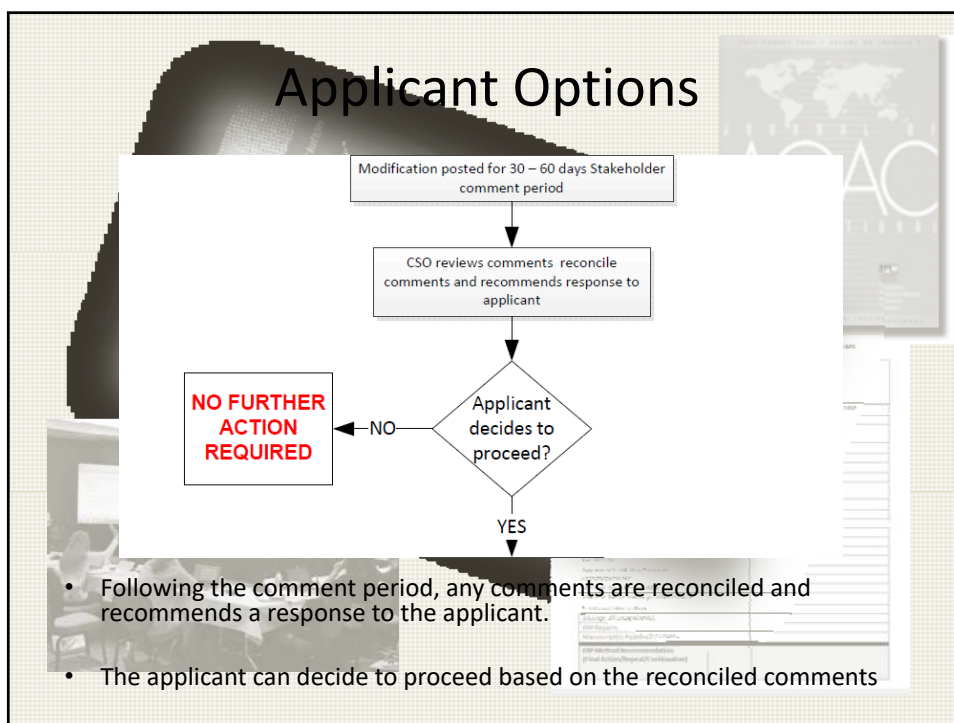 Applicant Options
Modification posted for 30 – 60 days Stakeholder
comment period
CSO reviews comments reconcile
comments and recommends response to
applicant
Applicant
decides to
proceed?
NO
NO FURTHER
ACTION
REQUIRED
YES
• Following the comment period, any comments are reconciled and
recommends a response to the applicant.
• The applicant can decide to proceed based on the reconciled comments